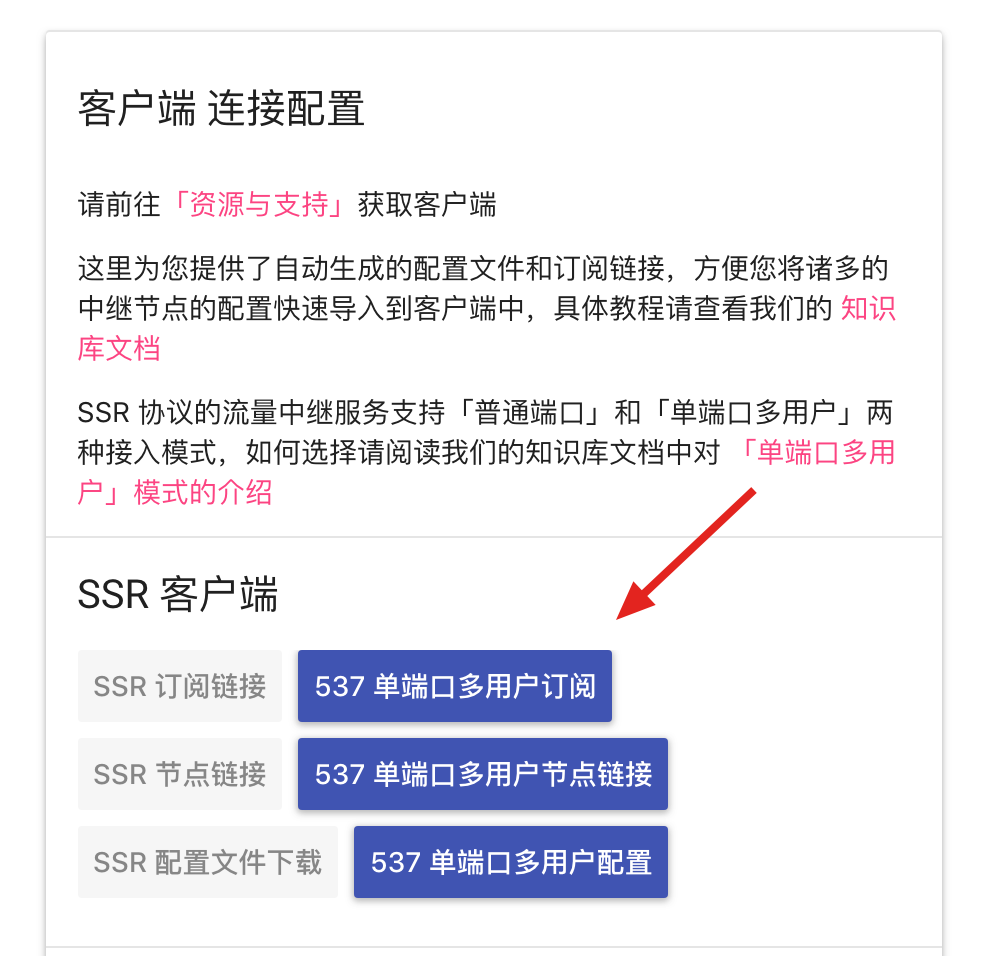 客户端 连接配置
请前往「资源与支持」获取客户端
这里为您提供了自动生成的配置文件和订阅链接，方便您将诸多的
中继节点的配置快速导入到客户端中，具体教程请查看我们的 知识
库文档
SSR 协议的流量中继服务支持「普通端口」和「单端口多用户」两
种接入模式，如何选择请阅读我们的知识库文档中对 「单端口多用
户」模式的介绍
SSR 客户端
SSR 订阅链接 537 单端口多用户订阅
SSR 节点链接 537 单端口多用户节点链接
SSR 配置文件下载 537 单端口多用户配置